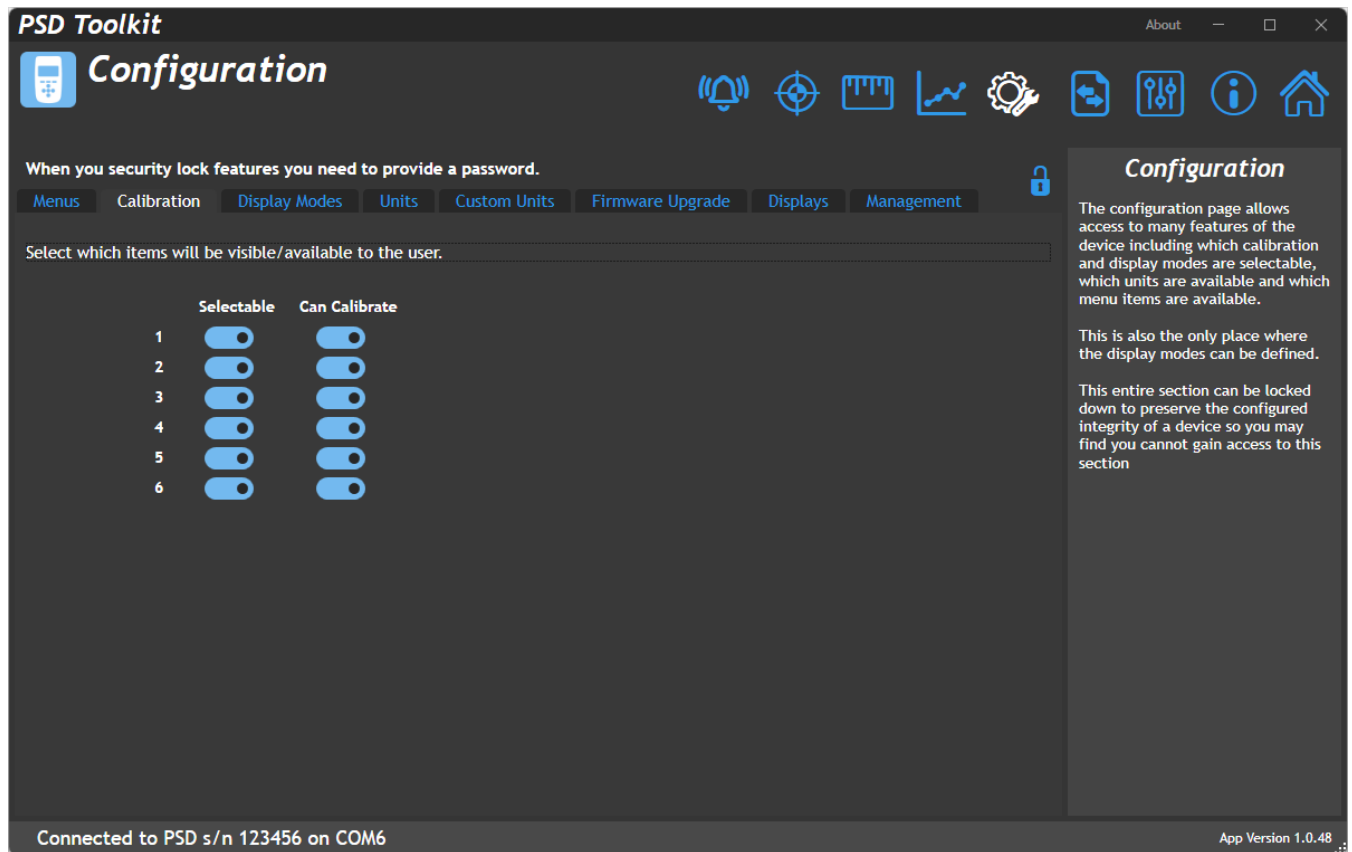 PSD Toolkit
About
Configuration
When you security lock features you need to provide a password.
Menus Calibration Display Modes Units Custom Units Firmware Upgrade Displays Management
Select which items will be visible/available to the user.
Selectable Can Calibrate
1
2
3
4
5
6
Configuration
The configuration page allows
access to many features of the
device including which calibration
and display modes are selectable,
which units are available and which
menu items are available.
This is also the only place where
the display modes can be defined.
This entire section can be locked
down to preserve the configured
integrity of a device so you may
find you cannot gain access to this
section
Connected to PSD s/n 123456 on COM6
App Version 1.0.48